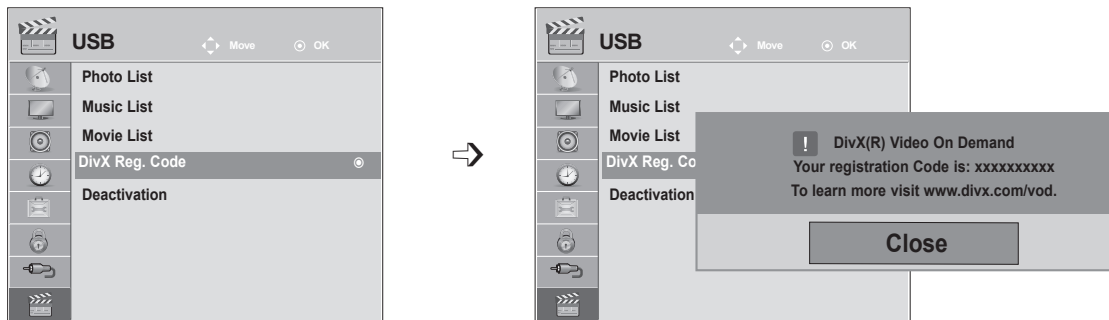 USB
Move
OK
Photo List
Music List
Movie List
DivX Reg. Code
Deactivation
USB
Move
OK
Photo List
Music List
Movie List
DivX Reg. Co
Deactivation
! DivX(R) Video On Demand
Your registration Code is: xxxxxxxxxx
To learn more visit www.divx.com/vod.
Close